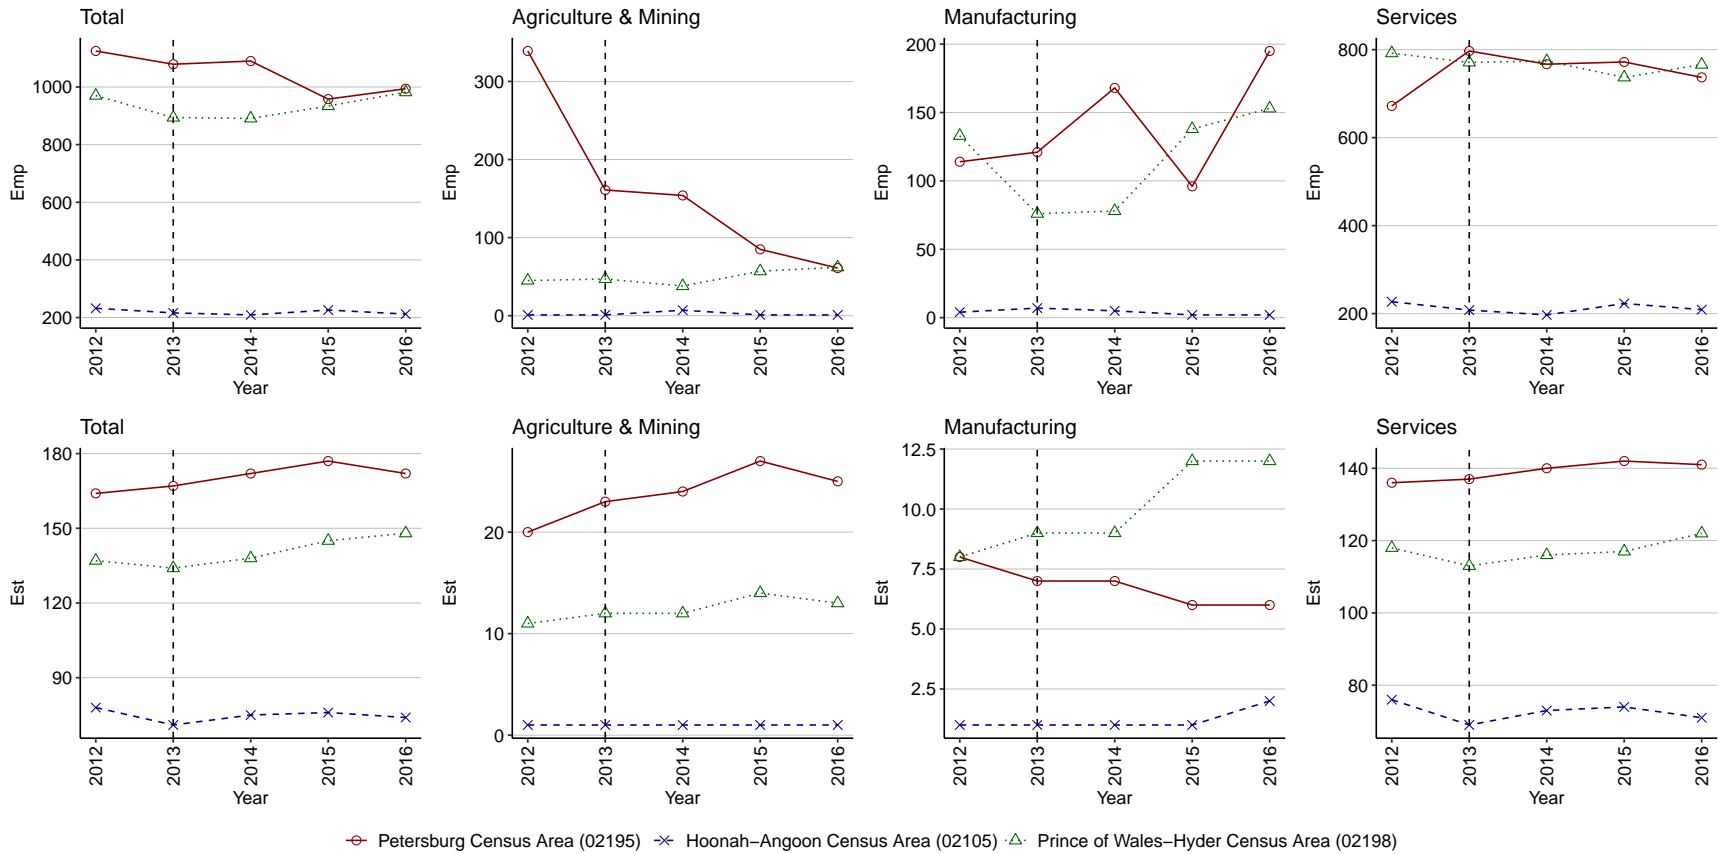 Total
Agriculture & Mining
Manufacturing
Services
Emp
1000
800
600
400
200
2012
2013
2014
2015
2016
Year
Emp
300
200
100
0
2012
2013
2014
2015
2016
Year
Emp
200
150
100
50
0
2012
2013
2014
2015
2016
Year
Emp
800
600
400
200
2012
2013
2014
2015
2016
Year
Total
Agriculture & Mining
Manufacturing
Services
Est
180
150
120
90
2012
2013
2014
2015
2016
Year
Est
20
10
0
2012
2013
2014
2015
2016
Year
Est
12.5
10.0
7.5
5.0
2.5
2012
2013
2014
2015
2016
Year
Est
140
120
100
80
2012
2013
2014
2015
2016
Year
Petersburg Census Area (02195) Hoonah−Angoon Census Area (02105) Prince of Wales−Hyder Census Area (02198)